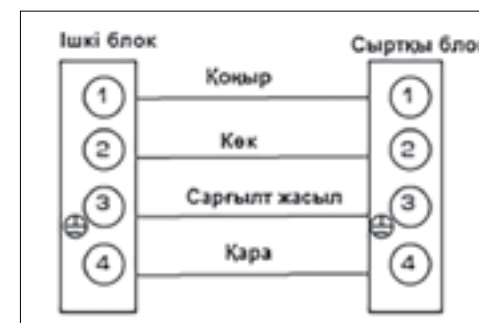 Ішкі блок
Сыртқы блок
1 Қоңыр 1
2 Көк 2
3 Сарғылт жасыл 3
4 Қара 4